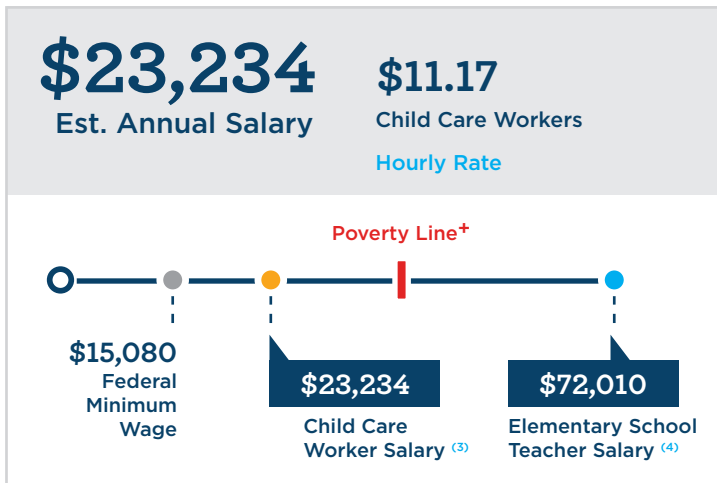 $23,234
Est. Annual Salary
$11.17
Child Care Workers
Hourly Rate
Poverty Line+
$15,080
Federal
Minimum
Wage
$23,234
Child Care
Worker Salary (3)
$72,010
Elementary School
Teacher Salary (4)